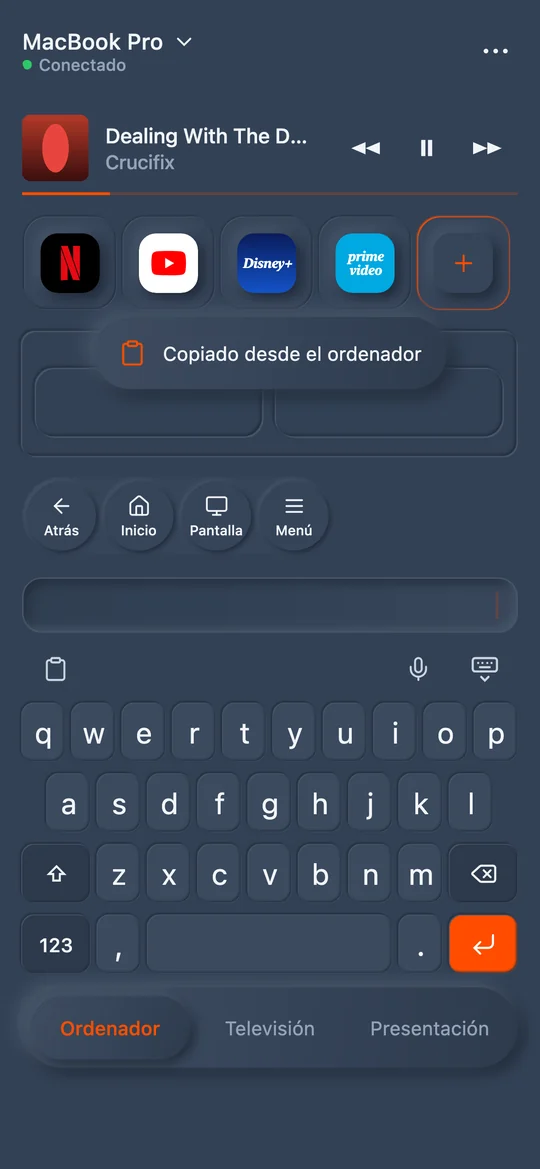 MacBook Pro
Conectado
Dealing With The D...
Crucifix
Disney+
prime
video
Copiado desde el ordenador
Atrás
Inicio
Pantalla
Menú
q w e r t y u i o p
a s d f g h j k l
z x c v b n m
123 , .
Ordenador
Televisión
Presentación